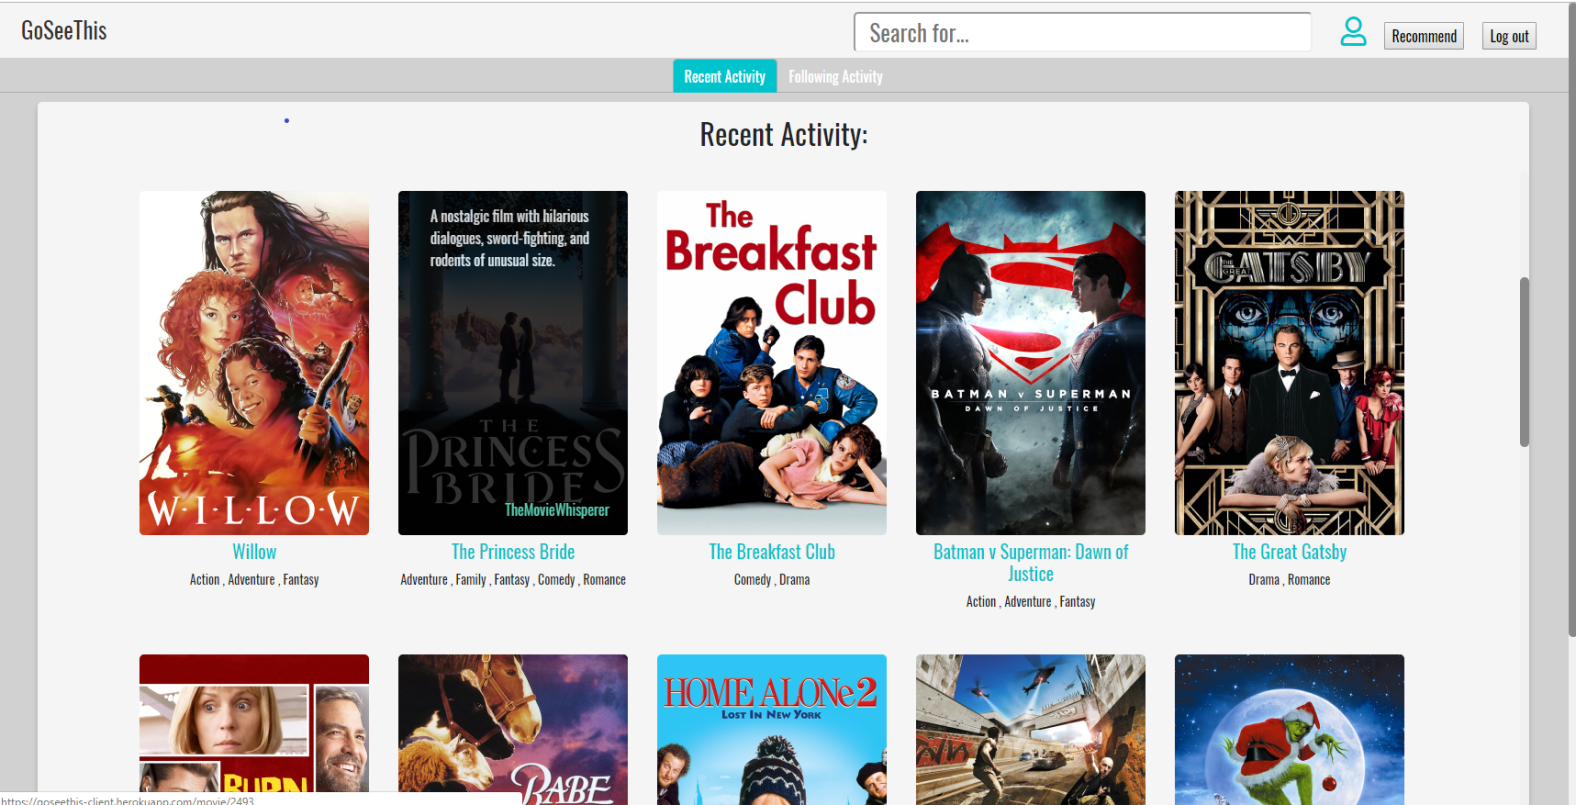 GoSeeThis
Search for...
Recommend
Log out
Recent Activity
Following Activity
Recent Activity:
W·I·L·L·O·W
A nostalgic film with hilarious
dialogues, sword-fighting, and
rodents of unusual size.
THE
PRINCESS
BRIDE
TheMovieWhisperer
The
Breakfast
Club
BATMAN v SUPERMAN
DAWN OF JUSTICE
THE GREAT
GATSBY
Willow
The Princess Bride
The Breakfast Club
Batman v Superman: Dawn of
Justice
The Great Gatsby
Action , Adventure , Fantasy
Adventure , Family , Fantasy , Comedy , Romance
Comedy , Drama
Action , Adventure , Fantasy
Drama , Romance
BURN
BABE
HOME ALONe 2
LOST IN NEW YORK
https://goseethis-client.herokuapp.com/movie/2493